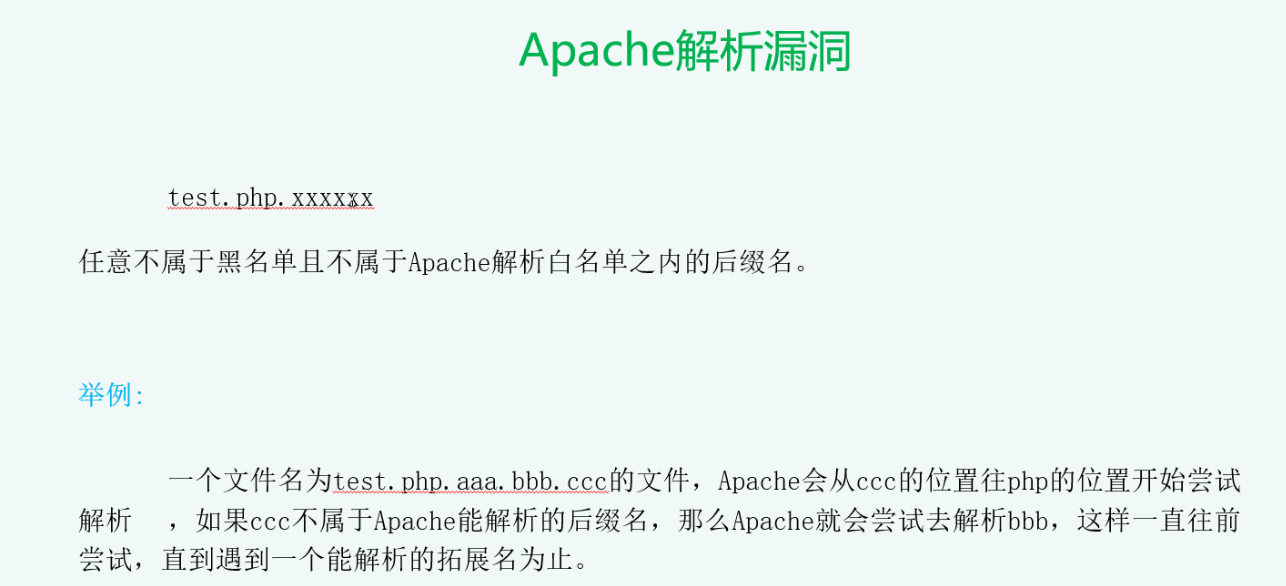 Apache解析漏洞
test.php.xxxxxx
任意不属于黑名单且不属于Apache解析白名单之内的后缀名。
举例:
一个文件名为test.php.aaa.bbb.ccc的文件，Apache会从ccc的位置往php的位置开始尝试
解析 ，如果ccc不属于Apache能解析的后缀名，那么Apache就会尝试去解析bbb，这样一直往前
尝试，直到遇到一个能解析的拓展名为止。